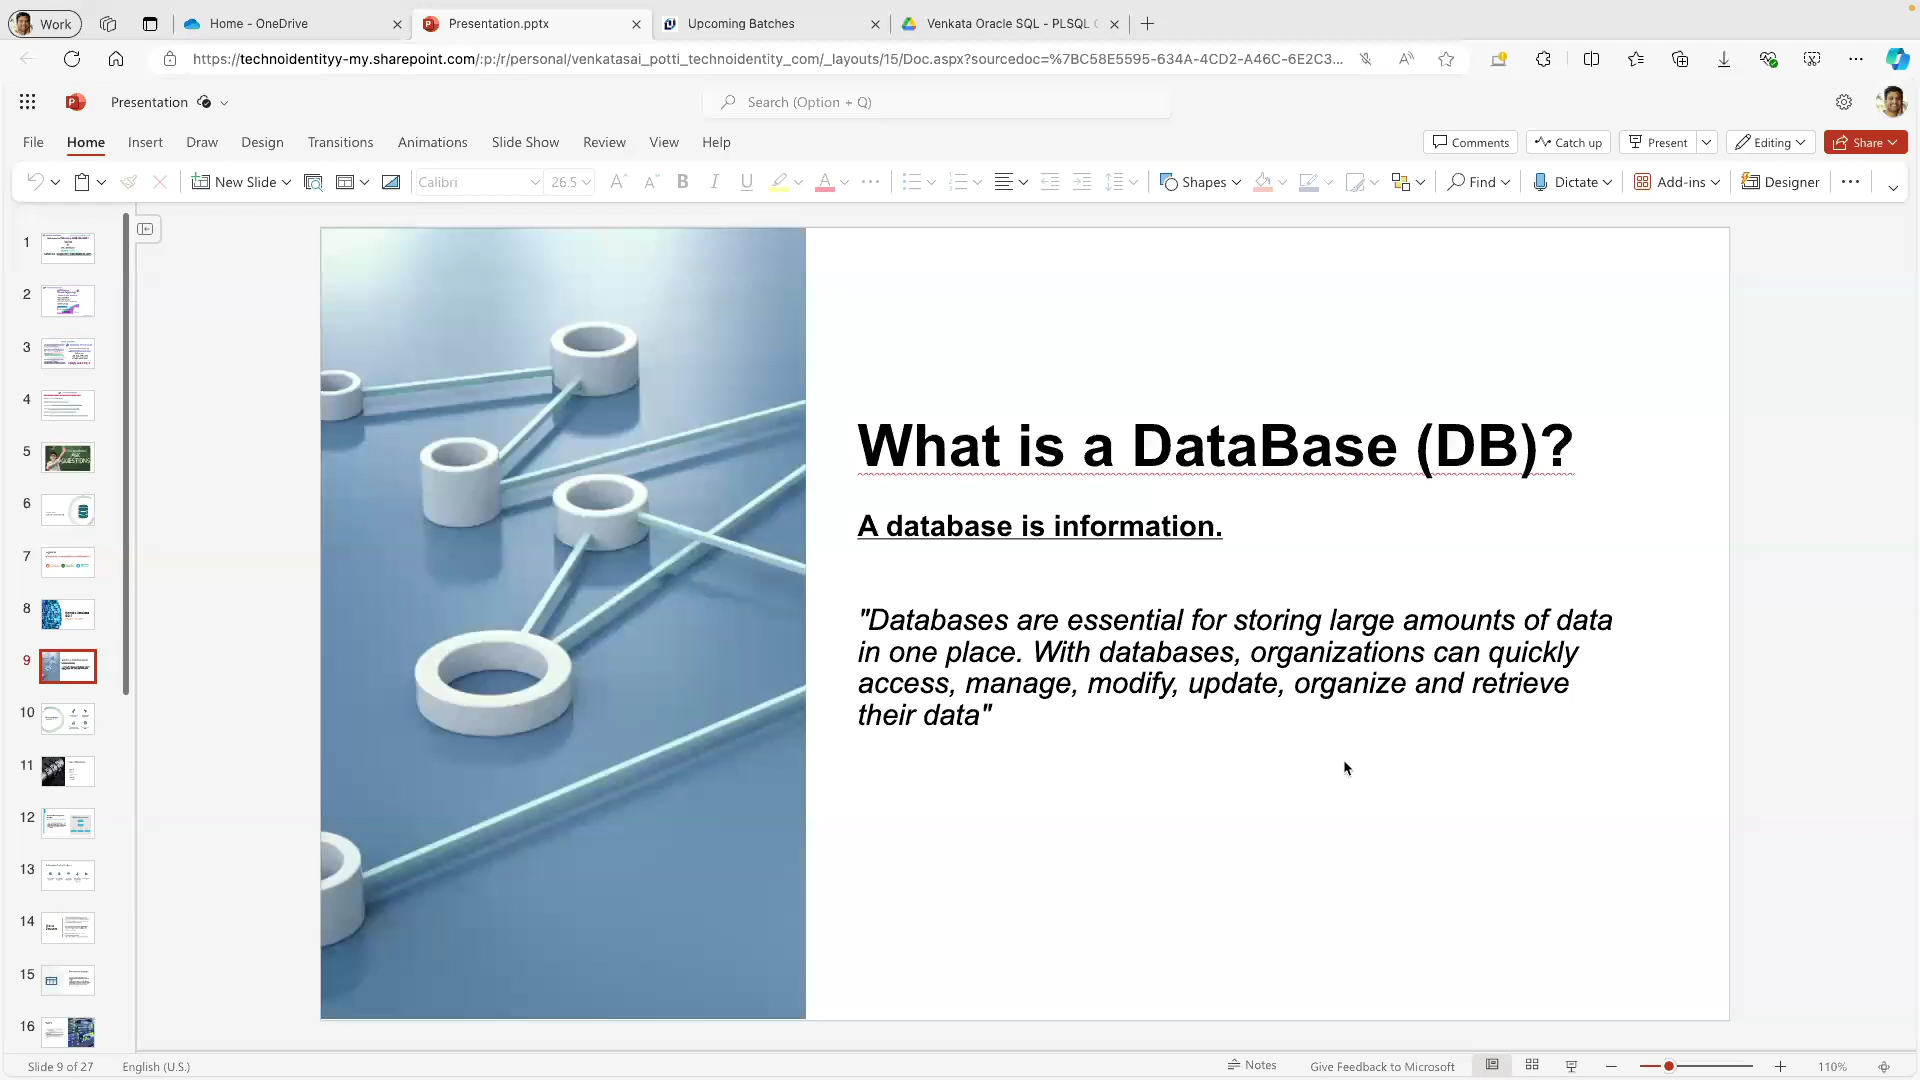 Work
Home - OneDrive
Presentation.pptx
Upcoming Batches
Venkata Oracle SQL - PLSQL
https://technoidentityy-my.sharepoint.com/:p:/r/personal/venkatasai_potti_technoidentity_com/_layouts/15/Doc.aspx?sourcedoc=%7BC58E5595-634A-4CD2-A46C-6E2C3...
Presentation
Search (Option + Q)
File Home Insert Draw Design Transitions Animations Slide Show Review View Help
Comments Catch up Present Editing Share
New Slide Calibri 26.5 B I U A Shapes Find Dictate Add-ins Designer
1
2
3
4
5
6
7
8
9
10
11
12
13
14
15
16
What is a DataBase (DB)?
A database is information.
"Databases are essential for storing large amounts of data
in one place. With databases, organizations can quickly
access, manage, modify, update, organize and retrieve
their data"
Slide 9 of 27 English (U.S.) Notes Give Feedback to Microsoft 110%